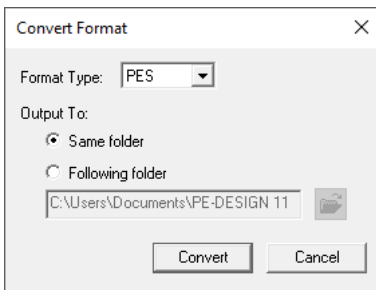 Convert Format
Format Type: PES
Output To:
Same folder
Following folder
C:\Users\Documents\PE-DESIGN 11
Convert Cancel